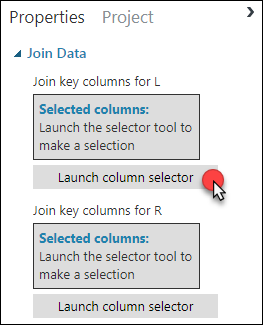 Properties Project
Join Data
Join key columns for L
Selected columns:
Launch the selector tool to
make a selection
Launch column selector
Join key columns for R
Selected columns:
Launch the selector tool to
make a selection
Launch column selector